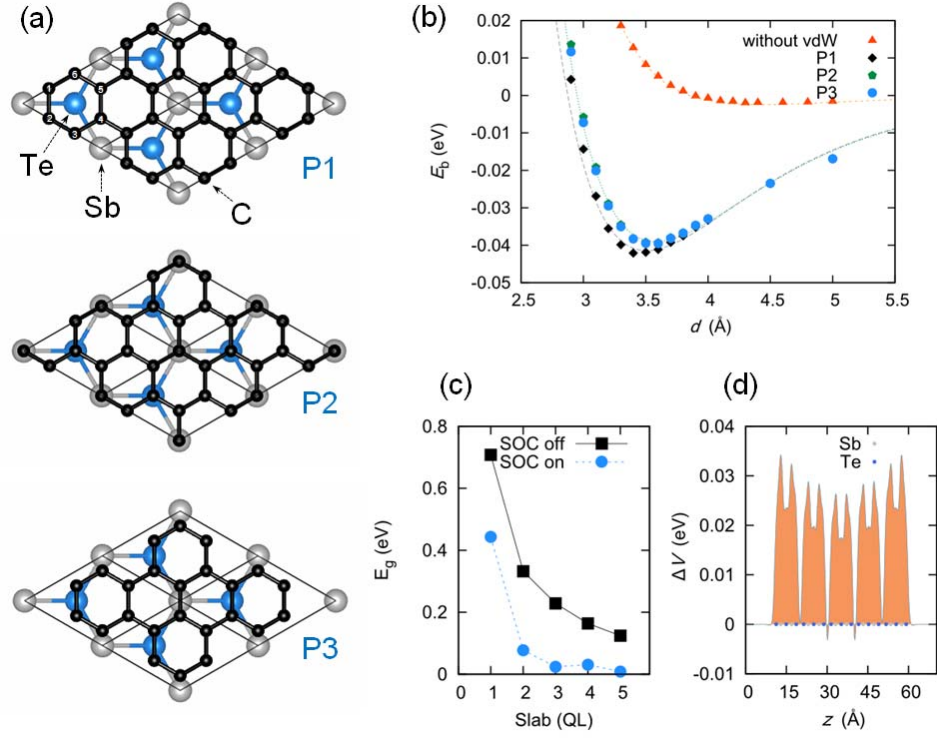 (a)
1 2 3 4 5 6
Te
Sb
C
P1
P2
P3
(b)
without vdW
P1
P2
P3
0.02
0.01
0
-0.01
-0.02
-0.03
-0.04
-0.05
E_b (eV)
2.5 3 3.5 4 4.5 5 5.5
d (Å)
(c)
SOC off
SOC on
0.8
0.6
0.4
0.2
0
E_g (eV)
0 1 2 3 4 5
Slab (QL)
(d)
Sb
Te
0.04
0.03
0.02
0.01
0
-0.01
ΔV (eV)
0 15 30 45 60
z (Å)